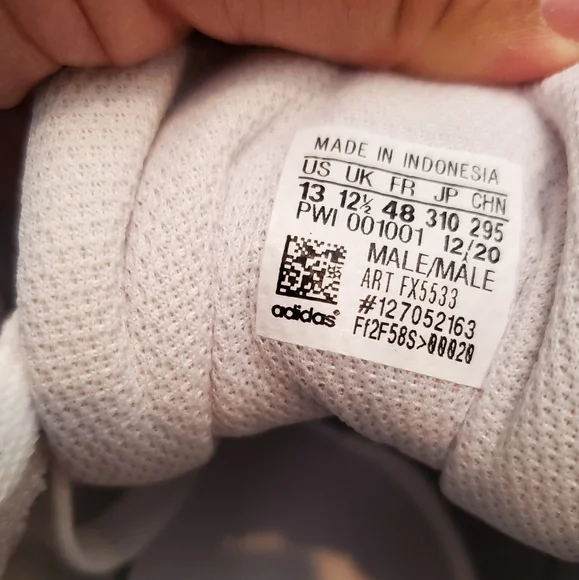 MADE IN INDONESIA
US UK FR JP CHN
13 12½ 48 310 295
PWI 001001 12/20
MALE/MÂLE
ART FX5533
#127052163
Ff2F58S>00020
adidas®